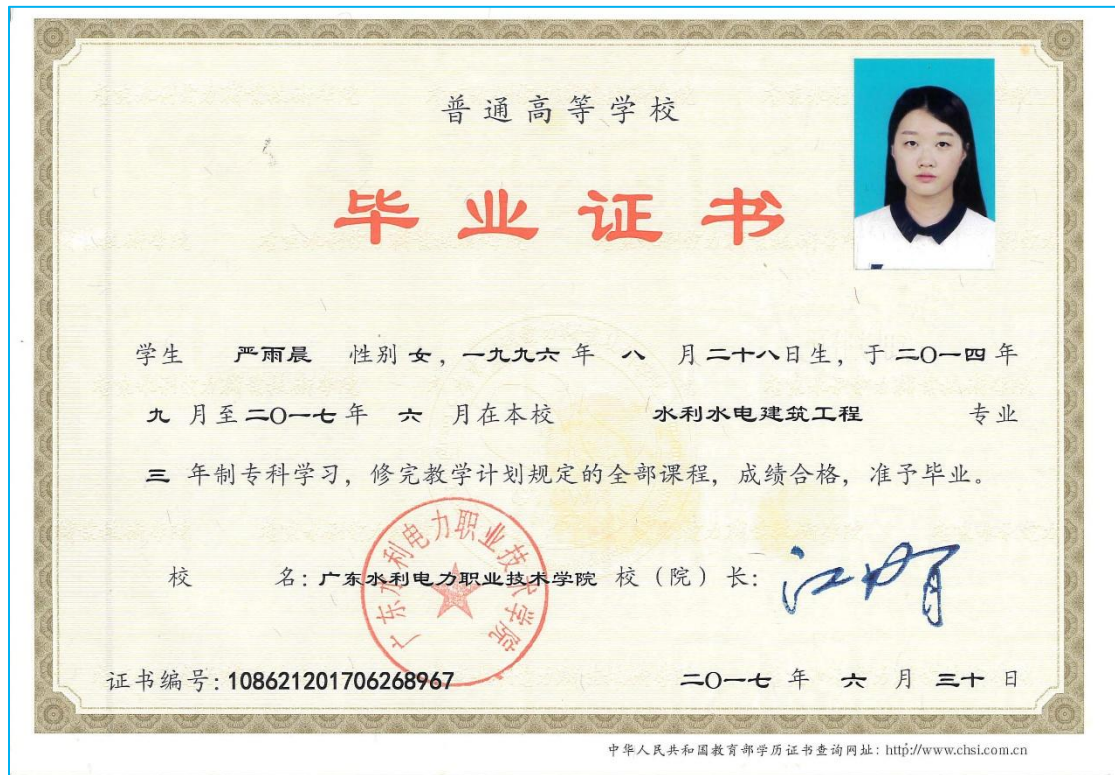 普通高等学校
毕业证书
学生 严雨晨 性别 女，一九九六 年 八 月 二十八日生，于 二〇一四 年
九 月至 二〇一七 年 六 月在本校 水利水电建筑工程 专业
三 年制专科学习，修完教学计划规定的全部课程，成绩合格，准予毕业。
广东水利电力职业技术学院
校 名：广东水利电力职业技术学院 校（院）长：
证书编号：108621201706268967 二〇一七 年 六 月 三十 日
中华人民共和国教育部学历证书查询网址：http://www.chsi.com.cn